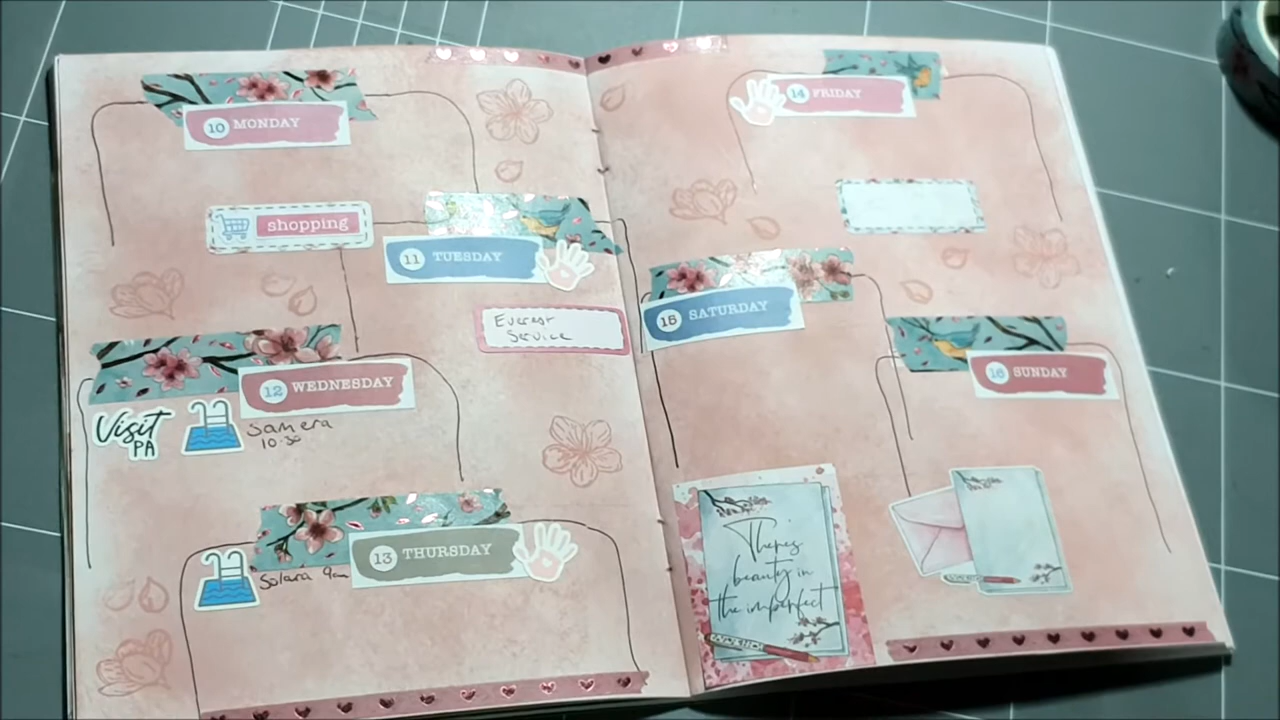 10 MONDAY
shopping
11 TUESDAY
Everest
Service
12 WEDNESDAY
Visit
PA
Samera
10.30
13 THURSDAY
Solara 9am
14 FRIDAY
15 SATURDAY
16 SUNDAY
There's
beauty in
the imperfect